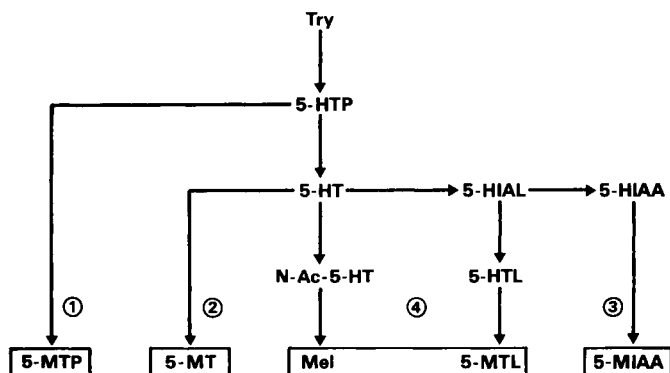 Try
5-HTP
5-HT 5-HIAL 5-HIAA
N-Ac-5-HT 5-HTL
① ② ④ ③
5-MTP 5-MT Mel 5-MTL 5-MIAA